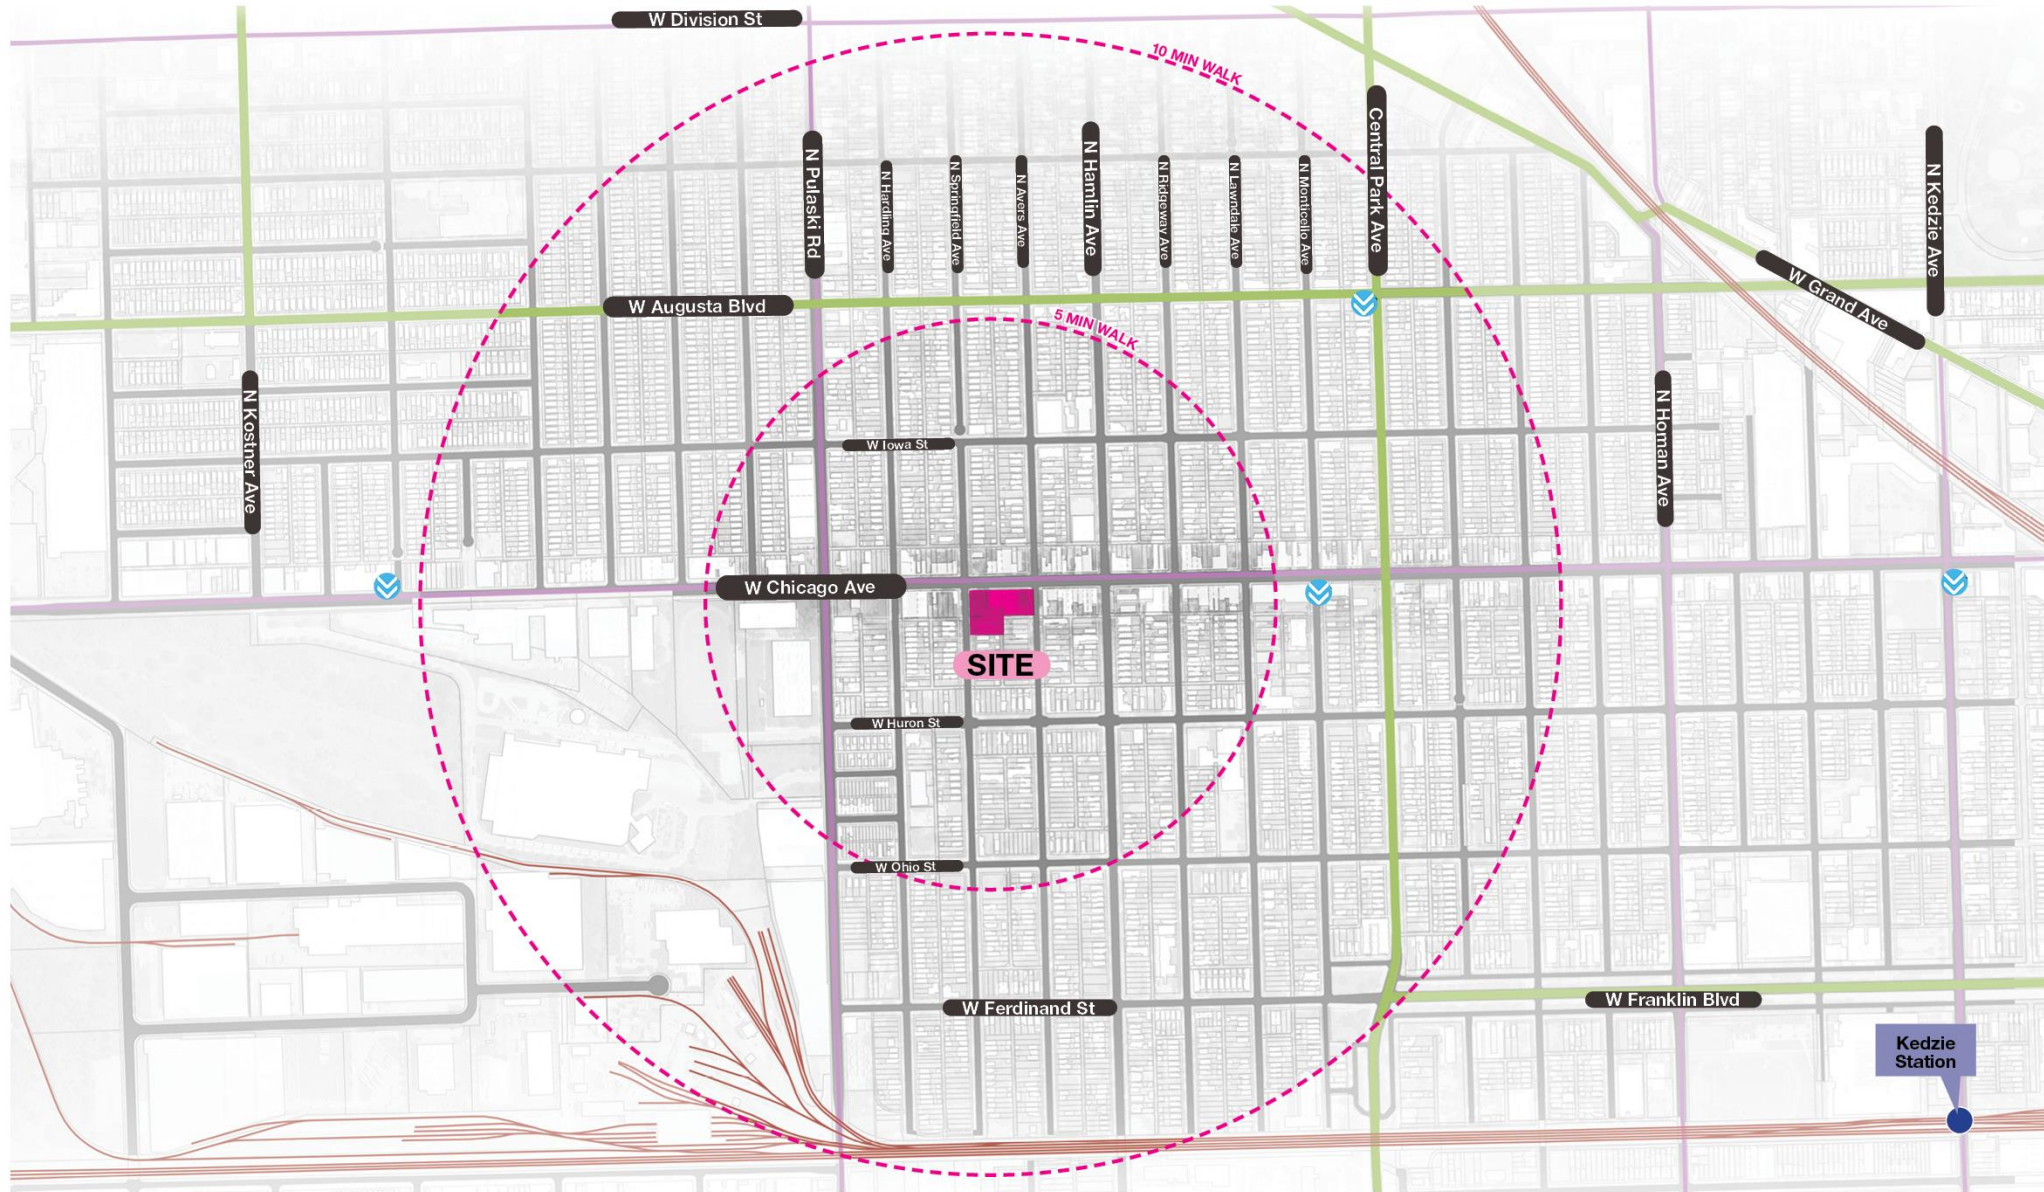 W Division St
10 MIN WALK
N Pulaski Rd
N Hardling Ave
N Springfield Ave
N Avers Ave
N Hamlin Ave
N Ridgeway Ave
N Lawndale Ave
N Monticello Ave
Central Park Ave
N Kedzie Ave
W Augusta Blvd
5 MIN WALK
W Grand Ave
N Kostner Ave
W Iowa St
N Homan Ave
W Chicago Ave
SITE
W Huron St
W Ohio St
W Ferdinand St
W Franklin Blvd
Kedzie
Station